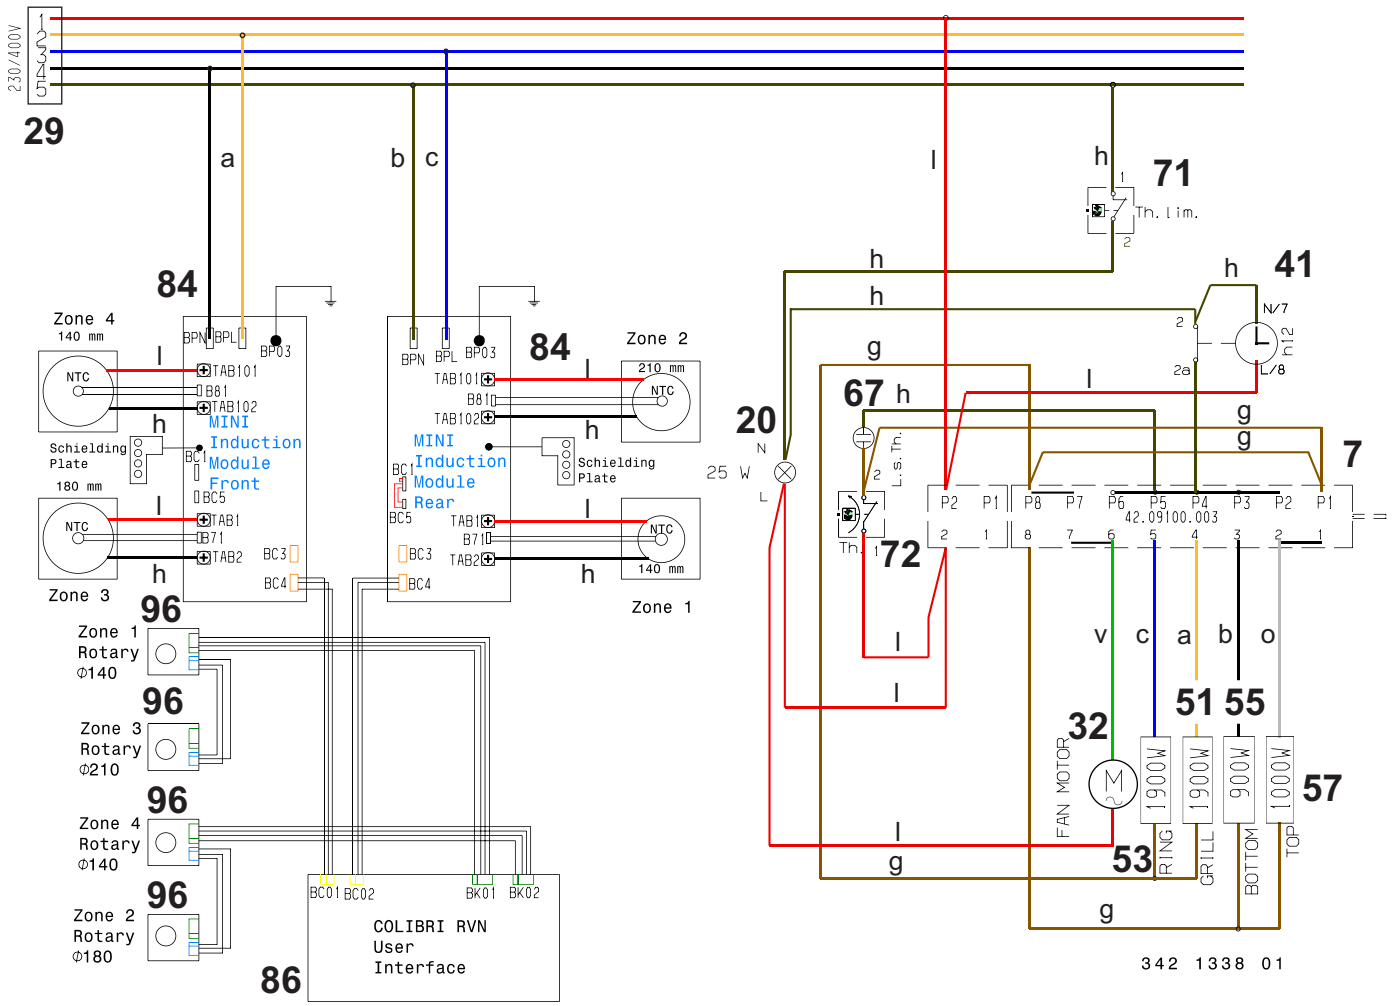 230/400V
1
2
3
4
5
29
a
b
c
l
h
71
1
Th. lim.
2
84
Zone 4
140 mm
NTC
l
h
BPN
BPL
BP03
TAB101
B81
TAB102
MINI
Induction
Module
Front
Schielding
Plate
BC1
BC5
180 mm
NTC
l
h
Zone 3
TAB1
B71
TAB2
BC3
BC4
84
BPN
BPL
BP03
TAB101
B81
TAB102
MINI
Induction
Module
Rear
BC1
BC5
TAB1
B71
TAB2
BC3
BC4
Zone 2
210 mm
NTC
l
h
Schielding
Plate
l
h
NTC
140 mm
Zone 1
h
h
h
41
N/7
h12
L/8
2
2a
g
l
67
h
g
g
20
N
25 W
L
L.s.Th.
2
Th.
1
72
P2
P1
2
1
7
P8
P7
P6
P5
P4
P3
P2
P1
42.09100.003
8
7
6
5
4
3
2
1
l
l
v
c
a
b
o
32
51
55
57
FAN MOTOR
M
1900W
1900W
900W
1000W
53
RING
GRILL
BOTTOM
TOP
l
g
g
342 1338 01
96
Zone 1
Rotary
Φ140
96
Zone 3
Rotary
Φ210
96
Zone 4
Rotary
Φ140
96
Zone 2
Rotary
Φ180
86
BC01
BC02
BK01
BK02
COLIBRI RVN
User
Interface